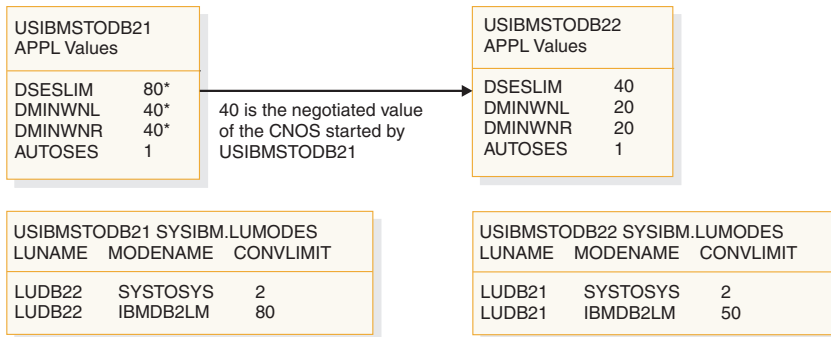 USIBMSTODB21
APPL Values
DSESLIM 80*
DMINWNL 40*
DMINWNR 40*
AUTOSES 1
40 is the negotiated value
of the CNOS started by
USIBMSTODB21
USIBMSTODB22
APPL Values
DSESLIM 40
DMINWNL 20
DMINWNR 20
AUTOSES 1
USIBMSTODB21 SYSIBM.LUMODES
LUNAME MODENAME CONVLIMIT
LUDB22 SYSTOSYS 2
LUDB22 IBMDB2LM 80
USIBMSTODB22 SYSIBM.LUMODES
LUNAME MODENAME CONVLIMIT
LUDB21 SYSTOSYS 2
LUDB21 IBMDB2LM 50